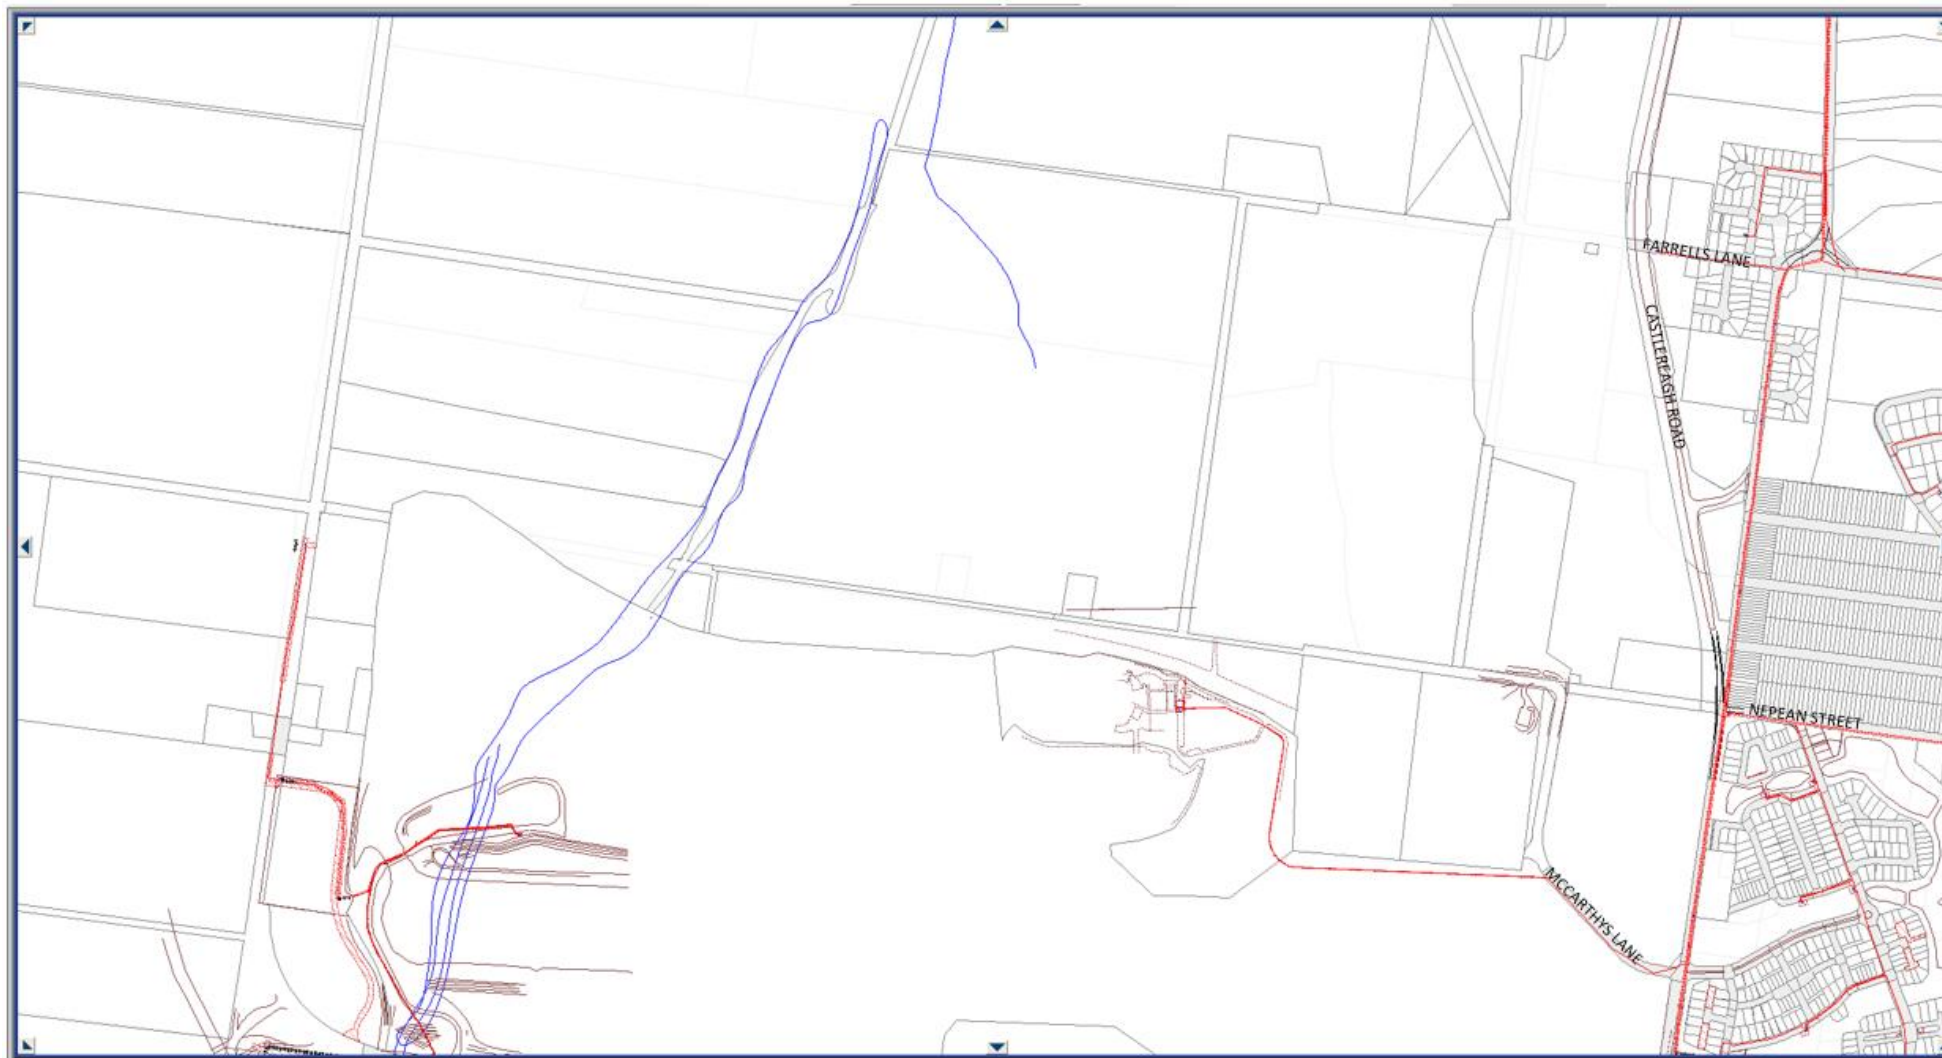 FARRELLS LANE
CASTLEREAGH ROAD
NEPEAN STREET
MCCARTHYS LANE